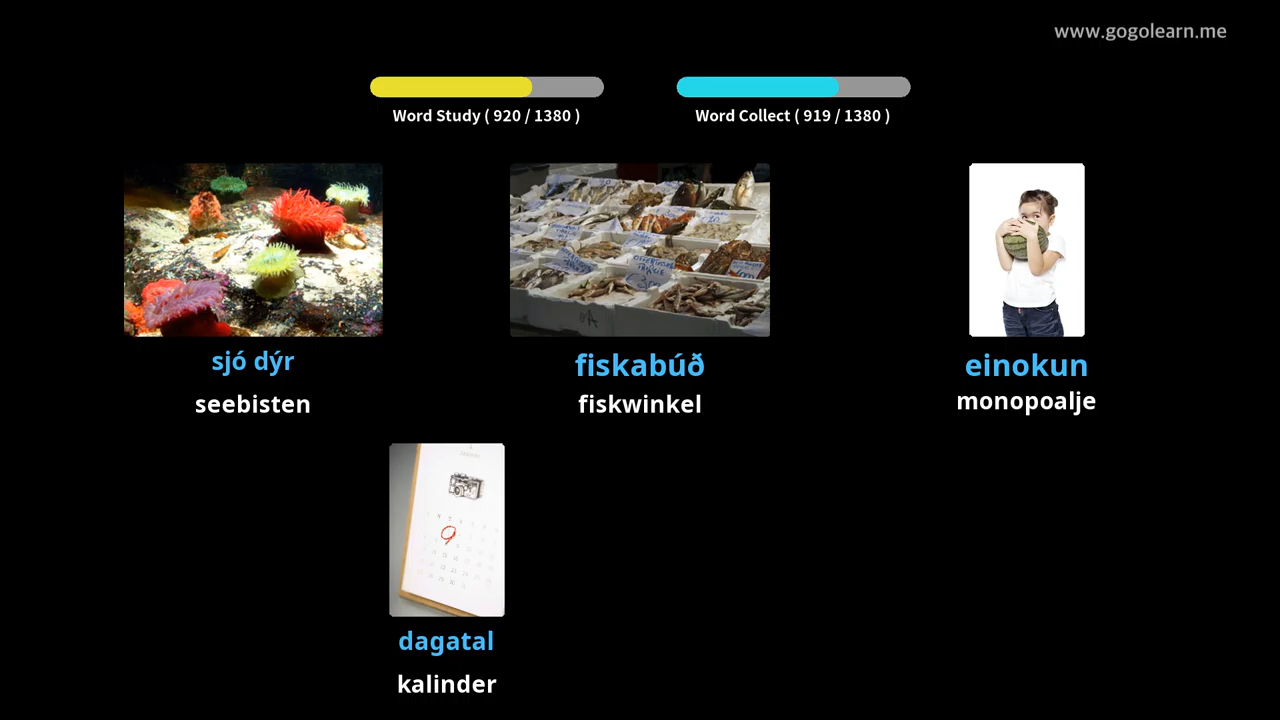 www.gogolearn.me
Word Study ( 920 / 1380 )
Word Collect ( 919 / 1380 )
sjó dýr
seebisten
fiskabúð
fiskwinkel
einokun
monopoalje
dagatal
kalinder